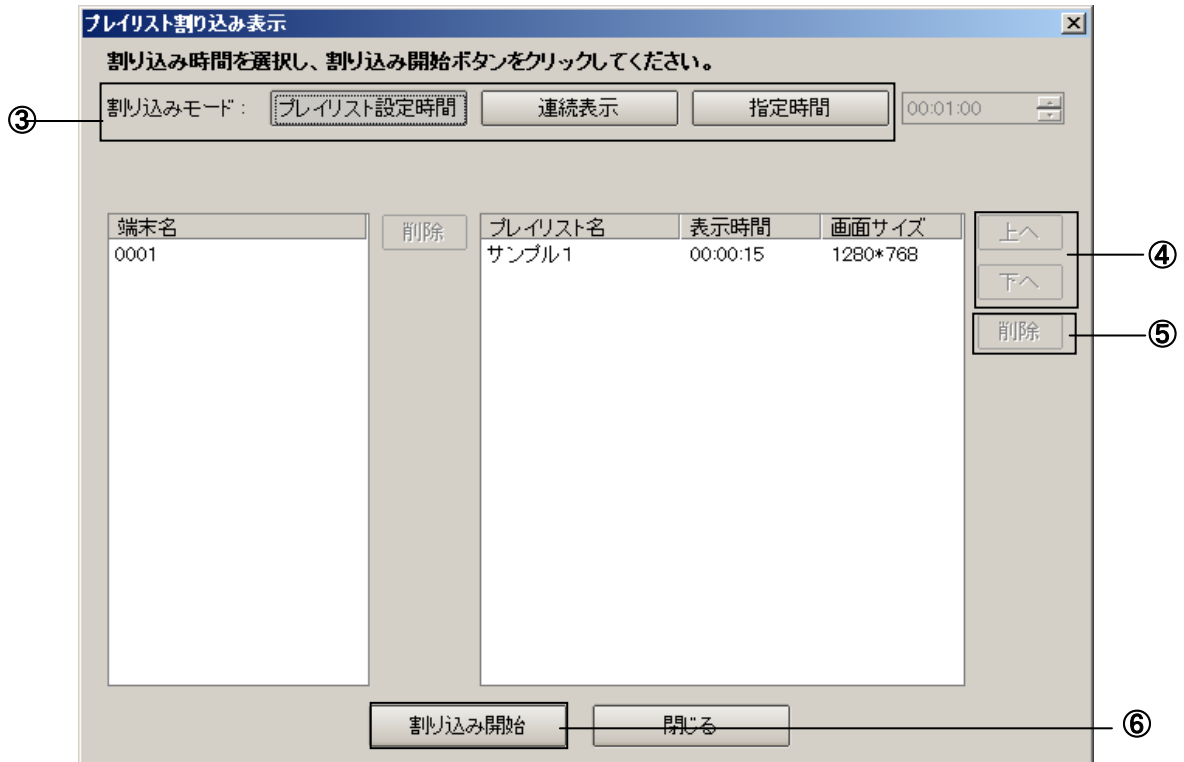 プレイリスト割り込み表示
割り込み時間を選択し、割り込み開始ボタンをクリックしてください。
③ 割り込みモード： プレイリスト設定時間 連続表示 指定時間 00:01:00
端末名 削除 プレイリスト名 表示時間 画面サイズ 上へ ④
0001 サンプル1 00:00:15 1280*768
下へ
削除 ⑤
割り込み開始 閉じる ⑥